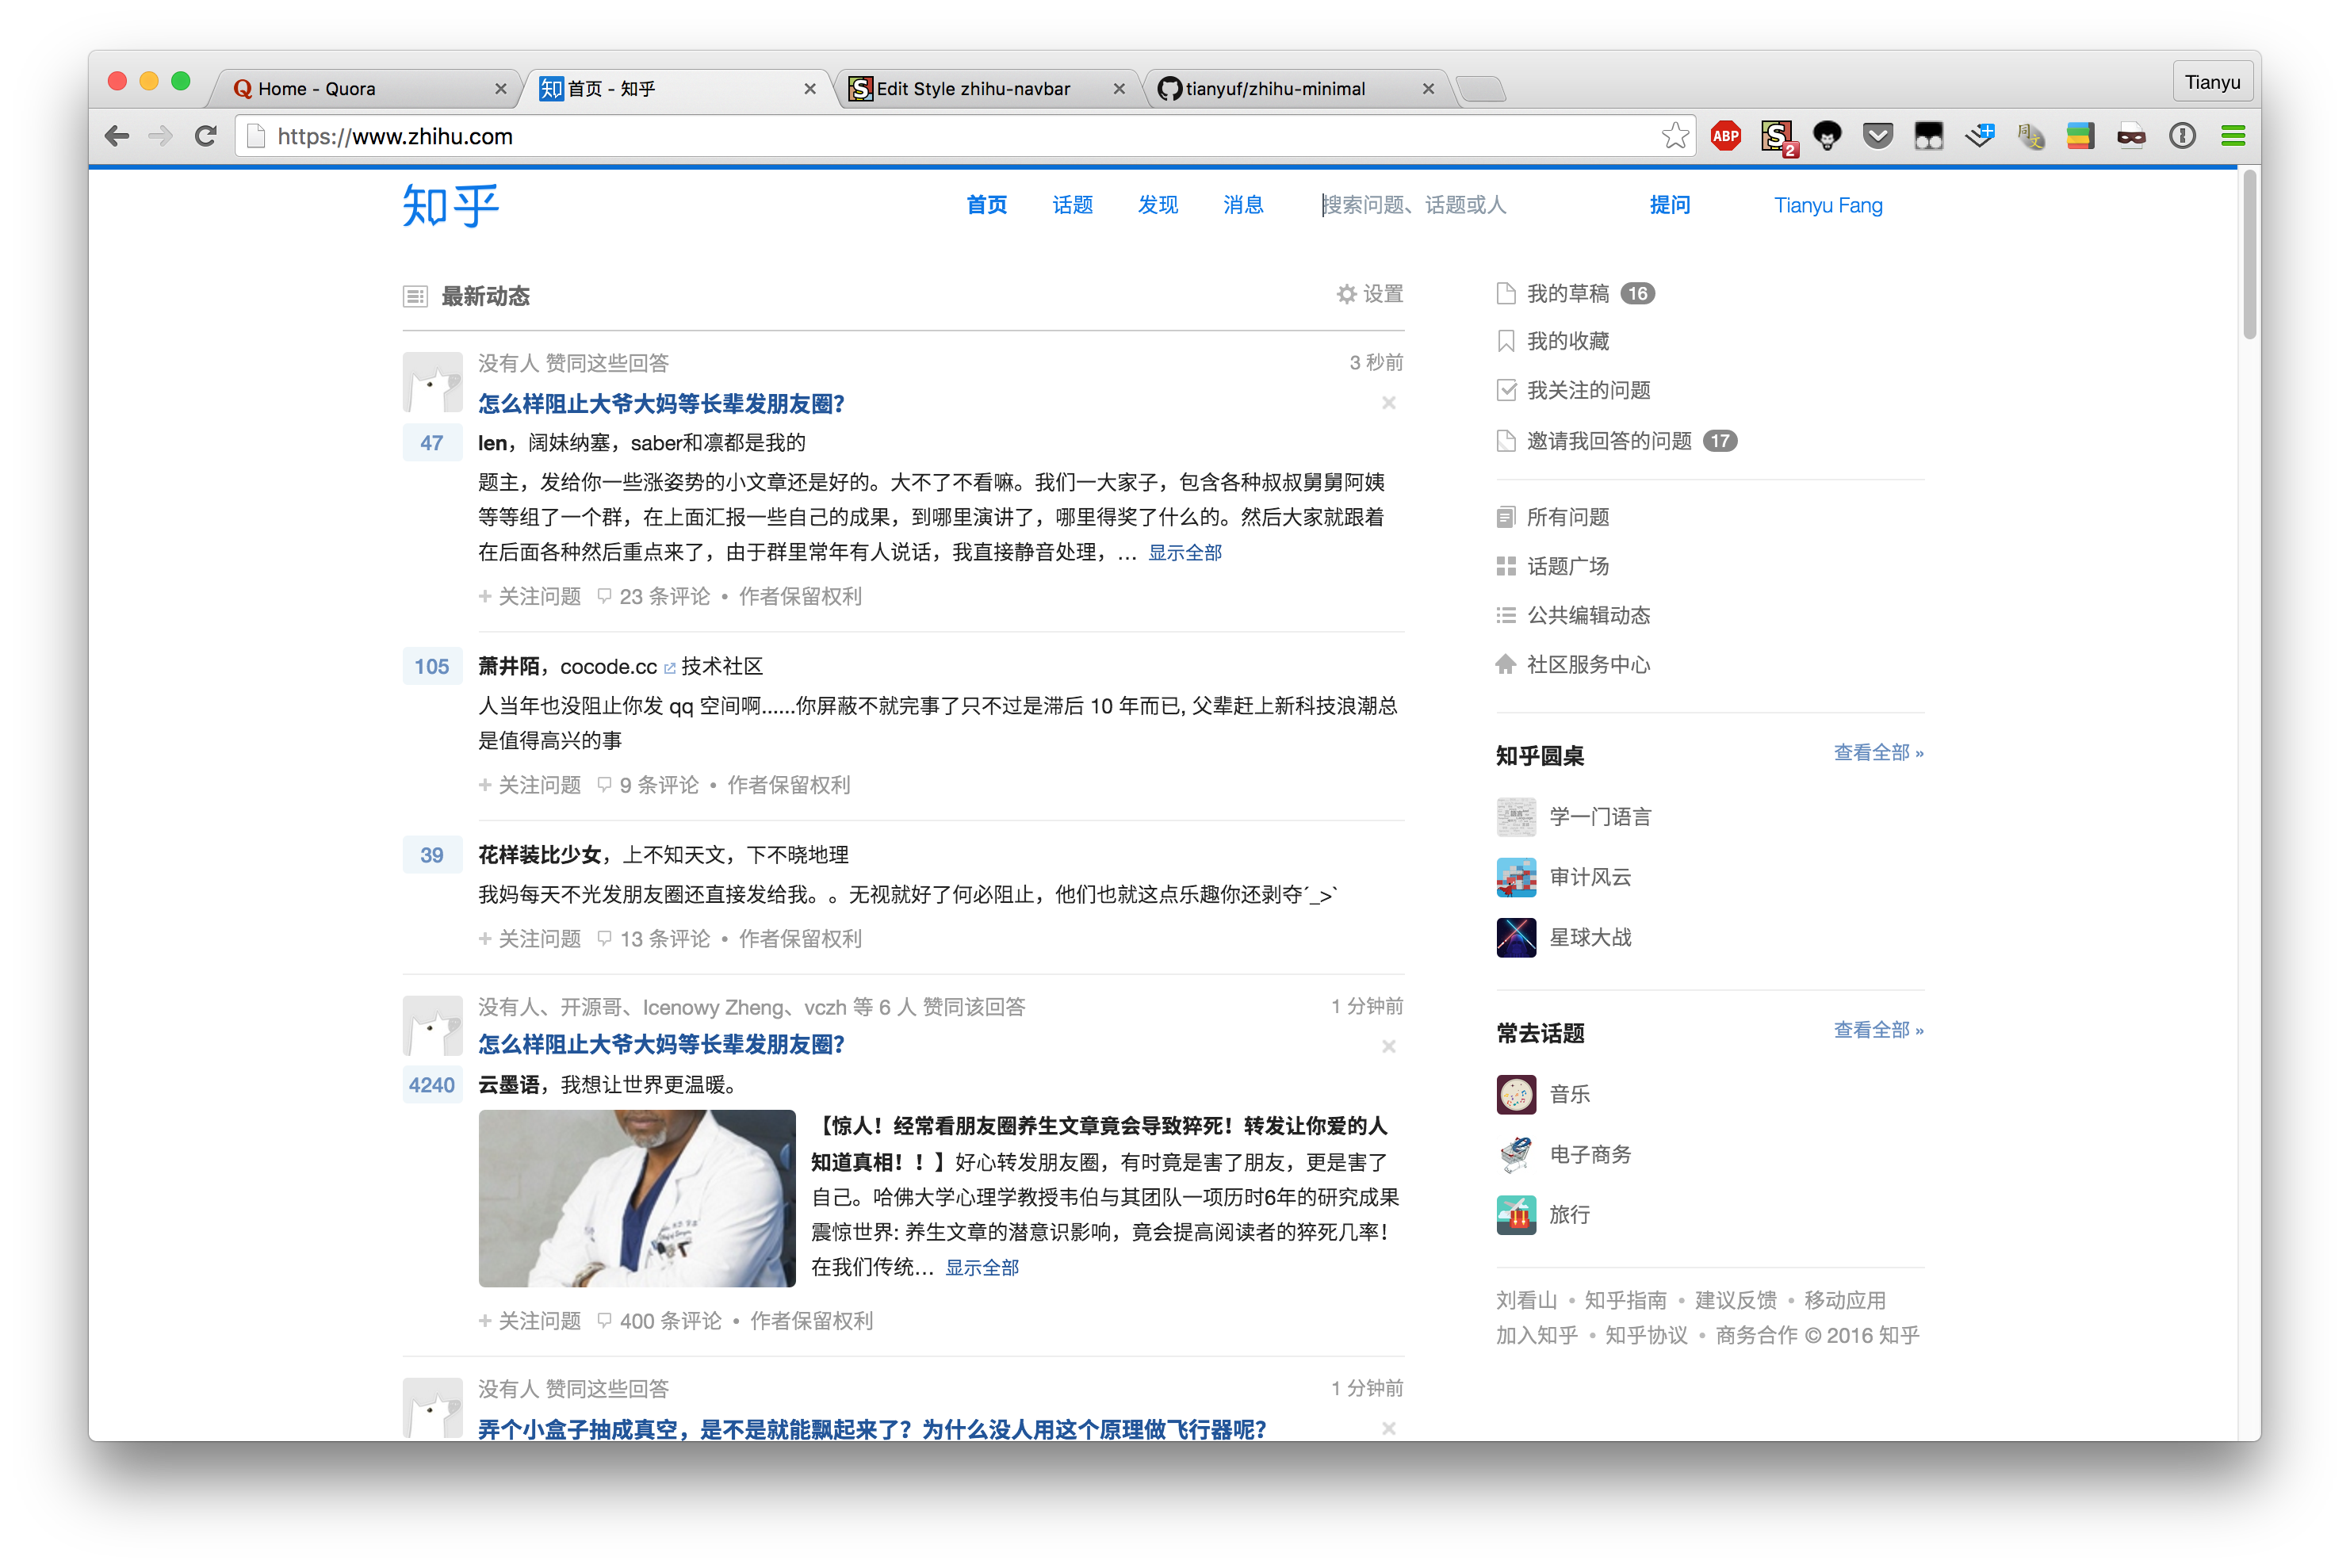 Home - Quora
首页 - 知乎
Edit Style zhihu-navbar
tianyuf/zhihu-minimal
Tianyu
https://www.zhihu.com
ABP
2
知乎
首页 话题 发现 消息 搜索问题、话题或人 提问 Tianyu Fang
最新动态 设置
没有人 赞同这些回答 3 秒前
怎么样阻止大爷大妈等长辈发朋友圈？
47 len，阔妹纳塞，saber和凛都是我的
题主，发给你一些涨姿势的小文章还是好的。大不了不看嘛。我们一大家子，包含各种叔叔舅舅阿姨
等等组了一个群，在上面汇报一些自己的成果，到哪里演讲了，哪里得奖了什么的。然后大家就跟着
在后面各种然后重点来了，由于群里常年有人说话，我直接静音处理，… 显示全部
关注问题 23 条评论 • 作者保留权利
105 萧井陌，cocode.cc 技术社区
人当年也没阻止你发 qq 空间啊......你屏蔽不就完事了只不过是滞后 10 年而已, 父辈赶上新科技浪潮总
是值得高兴的事
关注问题 9 条评论 • 作者保留权利
39 花样装比少女，上不知天文，下不晓地理
我妈每天不光发朋友圈还直接发给我。。无视就好了何必阻止，他们也就这点乐趣你还剥夺´_>`
关注问题 13 条评论 • 作者保留权利
没有人、开源哥、Icenowy Zheng、vczh 等 6 人 赞同该回答 1 分钟前
怎么样阻止大爷大妈等长辈发朋友圈？
4240 云墨语，我想让世界更温暖。
【惊人！经常看朋友圈养生文章竟会导致猝死！转发让你爱的人
知道真相！！】好心转发朋友圈，有时竟是害了朋友，更是害了
自己。哈佛大学心理学教授韦伯与其团队一项历时6年的研究成果
震惊世界: 养生文章的潜意识影响，竟会提高阅读者的猝死几率！
在我们传统… 显示全部
关注问题 400 条评论 • 作者保留权利
没有人 赞同这些回答 1 分钟前
弄个小盒子抽成真空，是不是就能飘起来了？为什么没人用这个原理做飞行器呢？
我的草稿 16
我的收藏
我关注的问题
邀请我回答的问题 17
所有问题
话题广场
公共编辑动态
社区服务中心
知乎圆桌 查看全部 »
学一门语言
审计风云
星球大战
常去话题 查看全部 »
音乐
电子商务
旅行
刘看山 • 知乎指南 • 建议反馈 • 移动应用
加入知乎 • 知乎协议 • 商务合作 © 2016 知乎